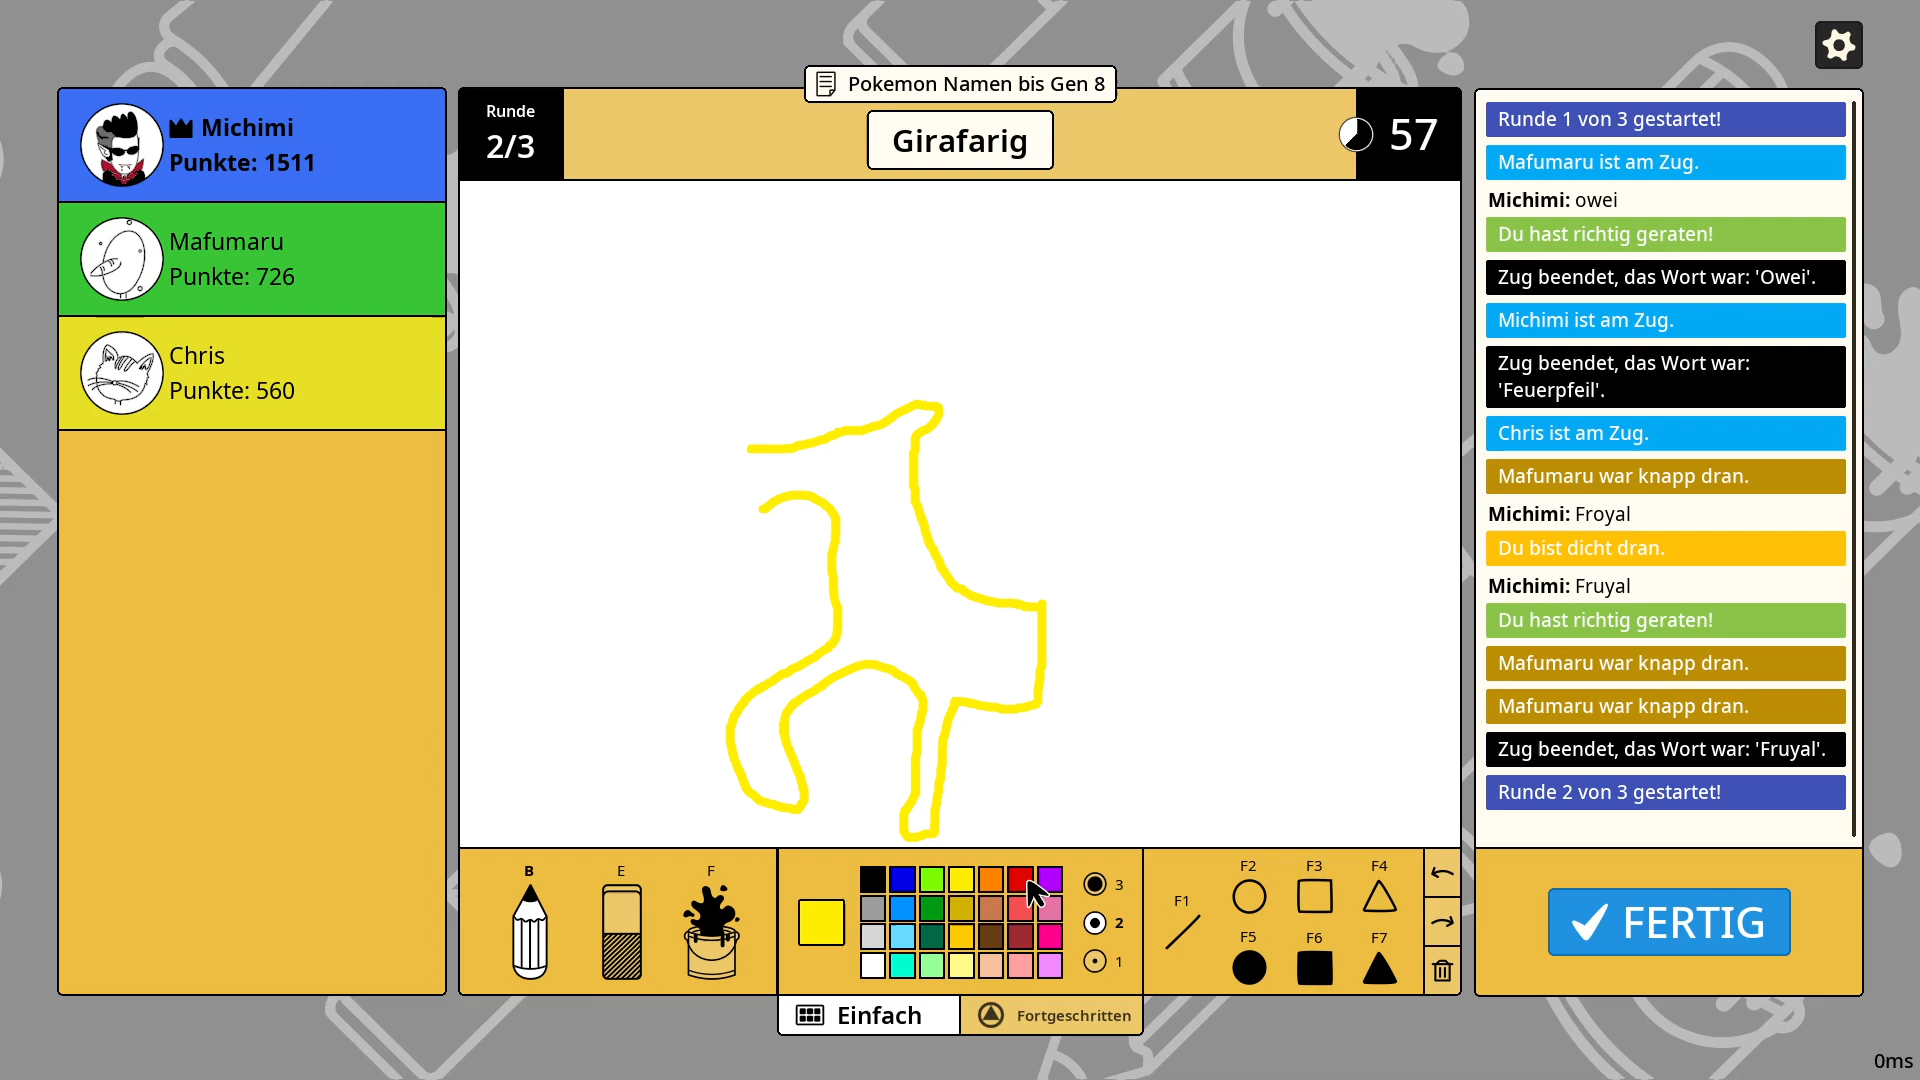 Pokemon Namen bis Gen 8
Runde
2/3
Girafarig
57
Michimi
Punkte: 1511
Mafumaru
Punkte: 726
Chris
Punkte: 560
Runde 1 von 3 gestartet!
Mafumaru ist am Zug.
Michimi: owei
Du hast richtig geraten!
Zug beendet, das Wort war: 'Owei'.
Michimi ist am Zug.
Zug beendet, das Wort war:
'Feuerpfeil'.
Chris ist am Zug.
Mafumaru war knapp dran.
Michimi: Froyal
Du bist dicht dran.
Michimi: Fruyal
Du hast richtig geraten!
Mafumaru war knapp dran.
Mafumaru war knapp dran.
Zug beendet, das Wort war: 'Fruyal'.
Runde 2 von 3 gestartet!
B
E
F
3
2
1
F1
F2
F3
F4
F5
F6
F7
FERTIG
Einfach
Fortgeschritten
0ms